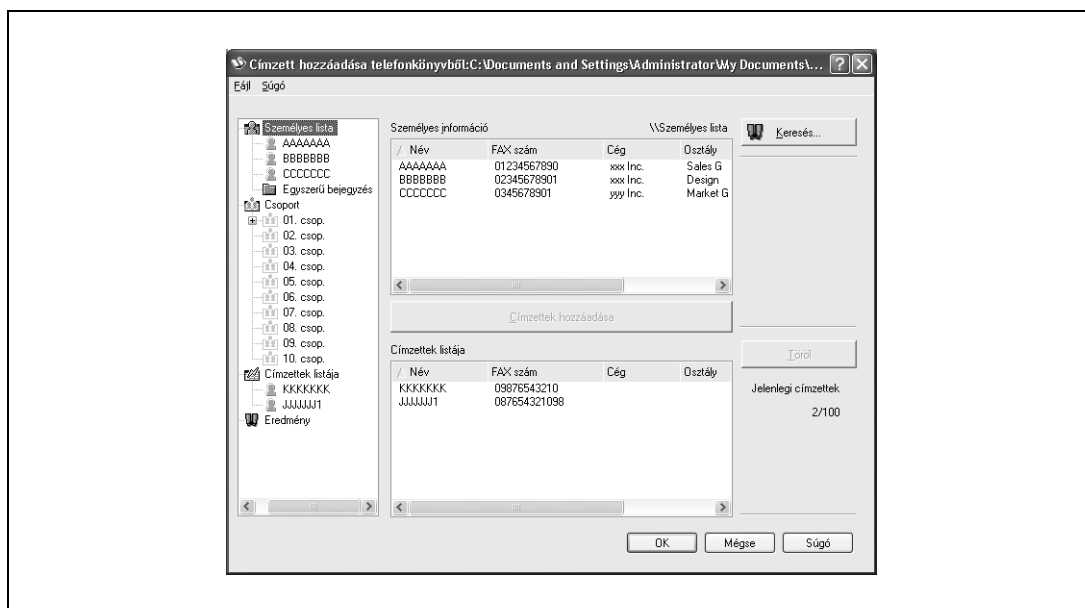 Címzett hozzáadása telefonkönyvből:C:\Documents and Settings\Administrator\My Documents\...
Fájl Súgó
Személyes lista
AAAAAAA
BBBBBBB
CCCCCCC
Egyszerű bejegyzés
Csoport
01. csop.
02. csop.
03. csop.
04. csop.
05. csop.
06. csop.
07. csop.
08. csop.
09. csop.
10. csop.
Címzettek listája
KKKKKKK
JJJJJJ1
Eredmény
Személyes információ \\Személyes lista
/ Név FAX szám Cég Osztály
AAAAAAA 01234567890 xxx Inc. Sales G
BBBBBBB 02345678901 xxx Inc. Design
CCCCCCC 0345678901 yyy Inc. Market G
Címzettek hozzáadása
Címzettek listája
/ Név FAX szám Cég Osztály
KKKKKKK 09876543210
JJJJJJ1 087654321098
Keresés...
Töröl
Jelenlegi címzettek
2/100
OK Mégse Súgó